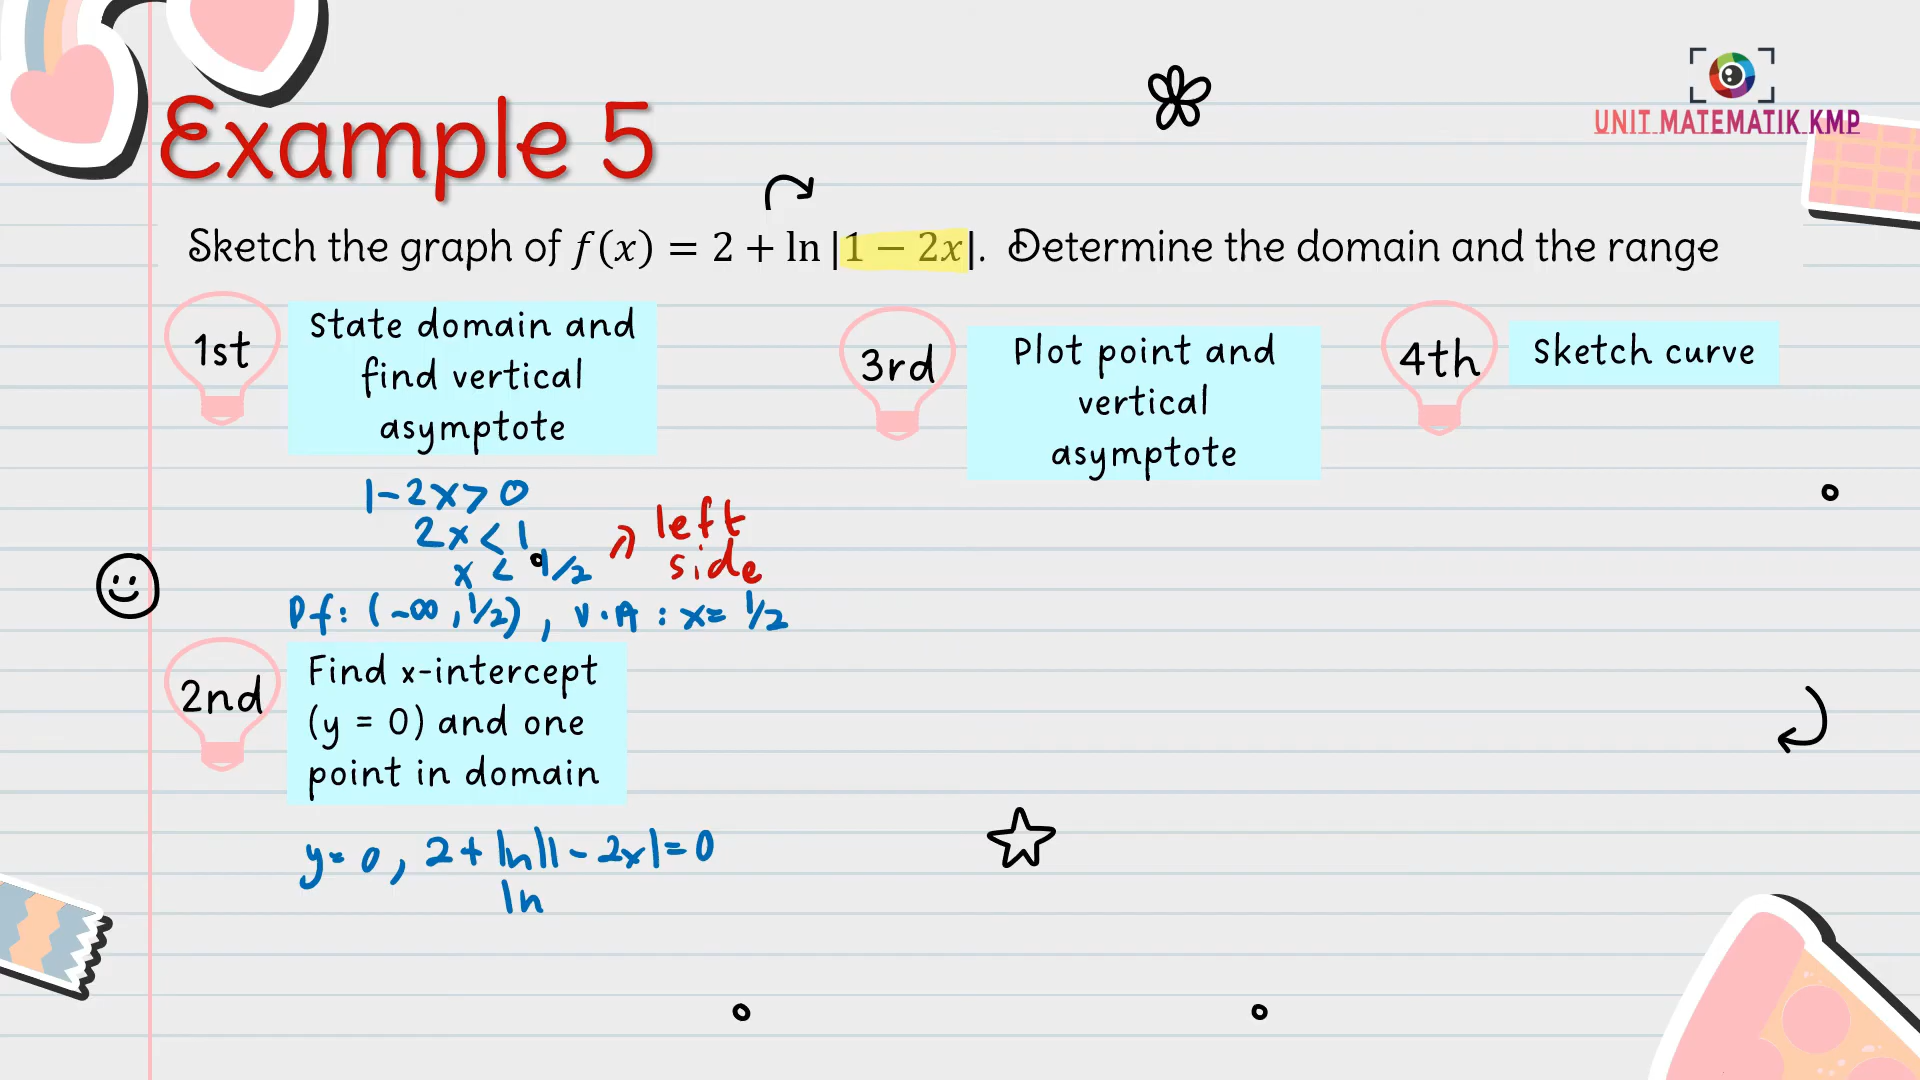 UNIT MATEMATIK KMP
Example 5
Sketch the graph of f(x) = 2 + ln |1 − 2x|. Determine the domain and the range
1st
State domain and
find vertical
asymptote
1-2x > 0
2x < 1
x < 1/2
left
side
Df: (-∞, 1/2), V.A: x= 1/2
2nd
Find x-intercept
(y = 0) and one
point in domain
y=0, 2+ ln|1-2x|=0
ln
3rd
Plot point and
vertical
asymptote
4th
Sketch curve